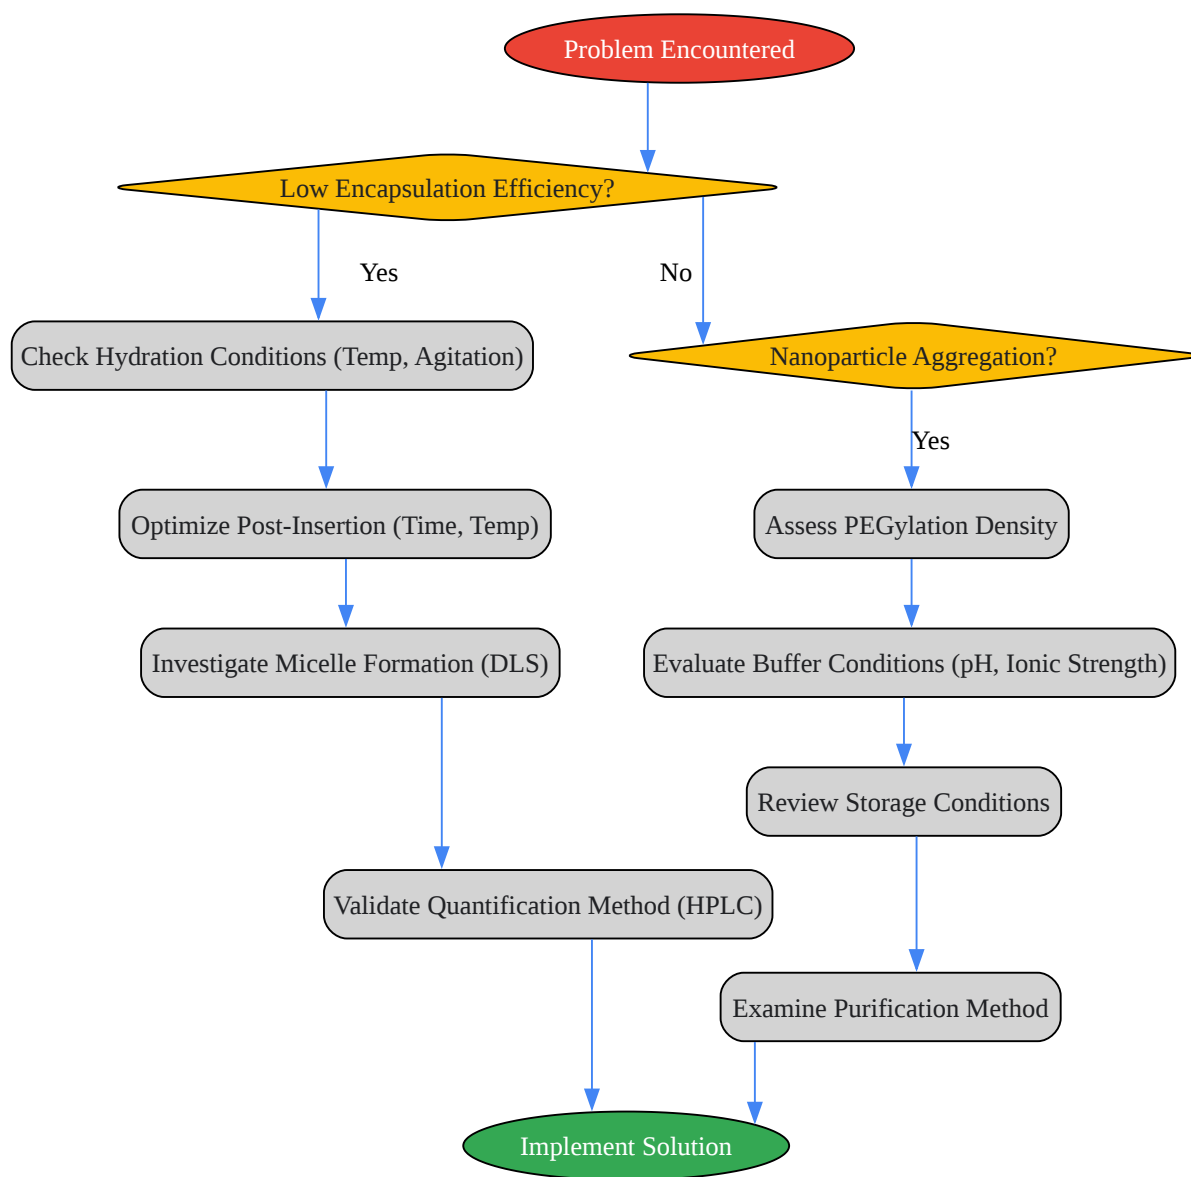 Problem Encountered
Low Encapsulation Efficiency?
Yes
No
Check Hydration Conditions (Temp, Agitation)
Nanoparticle Aggregation?
Yes
Optimize Post-Insertion (Time, Temp)
Assess PEGylation Density
Investigate Micelle Formation (DLS)
Evaluate Buffer Conditions (pH, Ionic Strength)
Review Storage Conditions
Validate Quantification Method (HPLC)
Examine Purification Method
Implement Solution